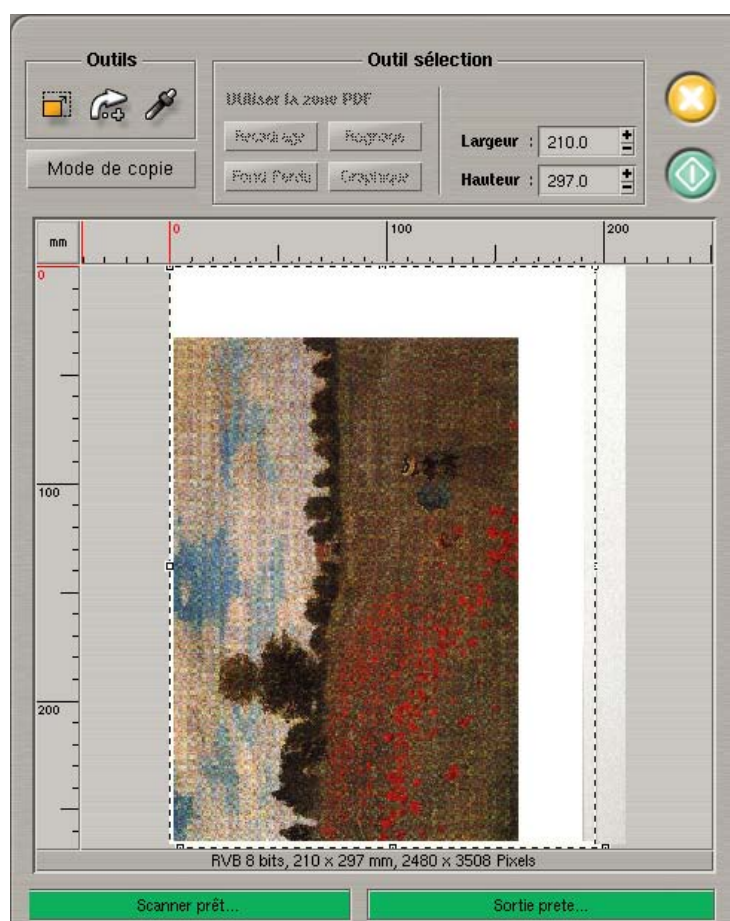 Outils
Outil sélection
Utiliser la zone PDF
Recadrage Rognage
Largeur : 210.0
Mode de copie
Fond Perdu Graphique
Hauteur : 297.0
mm
0 100 200
0
100
200
RVB 8 bits, 210 x 297 mm, 2480 x 3508 Pixels
Scanner prêt...
Sortie prete...